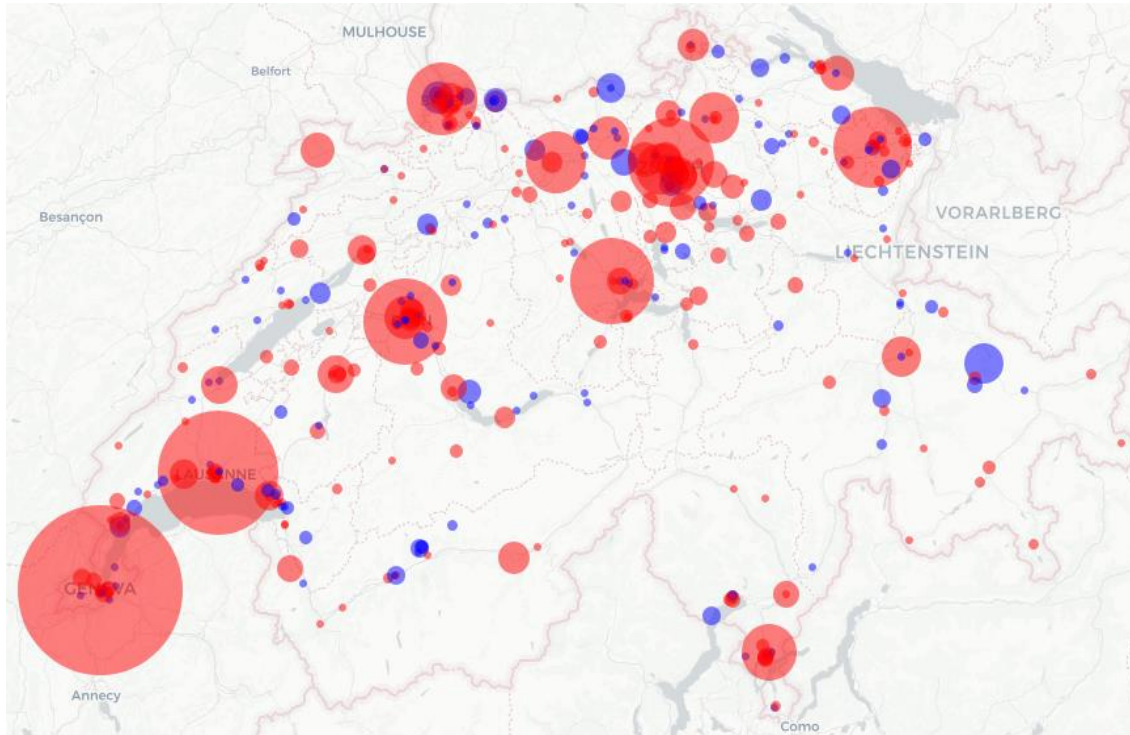 MULHOUSE
Belfort
Besançon
VORARLBERG
LIECHTENSTEIN
LAUSANNE
GENEVA
Annecy
Como